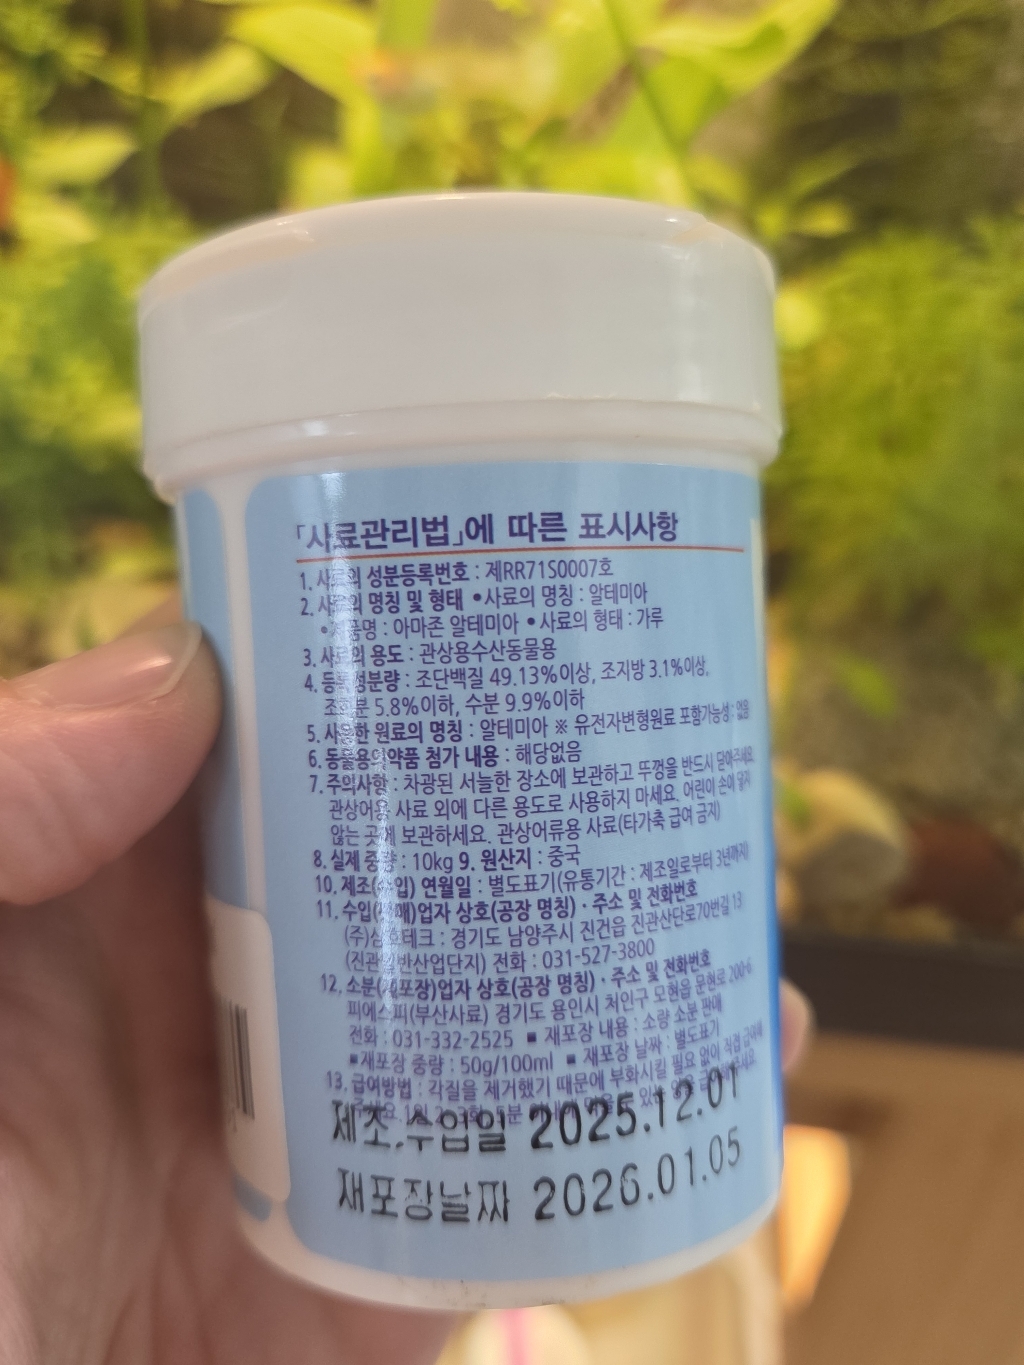 「사료관리법」에 따른 표시사항
1. 사료의 성분등록번호 : 제RR71S0007호
2. 사료의 명칭 및 형태 •사료의 명칭 : 알테미아
•제품명 : 아마존 알테미아 •사료의 형태 : 가루
3. 사료의 용도 : 관상용수산동물용
4. 등록성분량 : 조단백질 49.13%이상, 조지방 3.1%이상,
조회분 5.8%이하, 수분 9.9%이하
5. 사용한 원료의 명칭 : 알테미아 ※ 유전자변형원료 포함가능성 : 없음
6. 동물용의약품 첨가 내용 : 해당없음
7. 주의사항 : 차광된 서늘한 장소에 보관하고 뚜껑을 반드시 닫아주세요.
관상어용 사료 외에 다른 용도로 사용하지 마세요. 어린이 손이 닿지
않는 곳에 보관하세요. 관상어류용 사료(타가축 급여 금지)
8. 실제 중량 : 10kg 9. 원산지 : 중국
10. 제조(수입) 연월일 : 별도표기(유통기간 : 제조일로부터 3년까지)
11. 수입(판매)업자 상호(공장 명칭)·주소 및 전화번호
(주)삼호테크 : 경기도 남양주시 진건읍 진관산단로70번길 13
(진관일반산업단지) 전화 : 031-527-3800
12. 소분(재포장)업자 상호(공장 명칭)·주소 및 전화번호
피에스피(부산사료) 경기도 용인시 처인구 모현읍 문현로 200-6
전화 : 031-332-2525 ■ 재포장 내용 : 소량 소분 판매
■재포장 중량 : 50g/100ml ■ 재포장 날짜 : 별도표기
13. 급여방법 : 각질을 제거했기 때문에 부화시킬 필요 없이 직접 급여해
주세요. 1일 2~3회, 5분
제조.수입일 2025.12.01
재포장날짜 2026.01.05